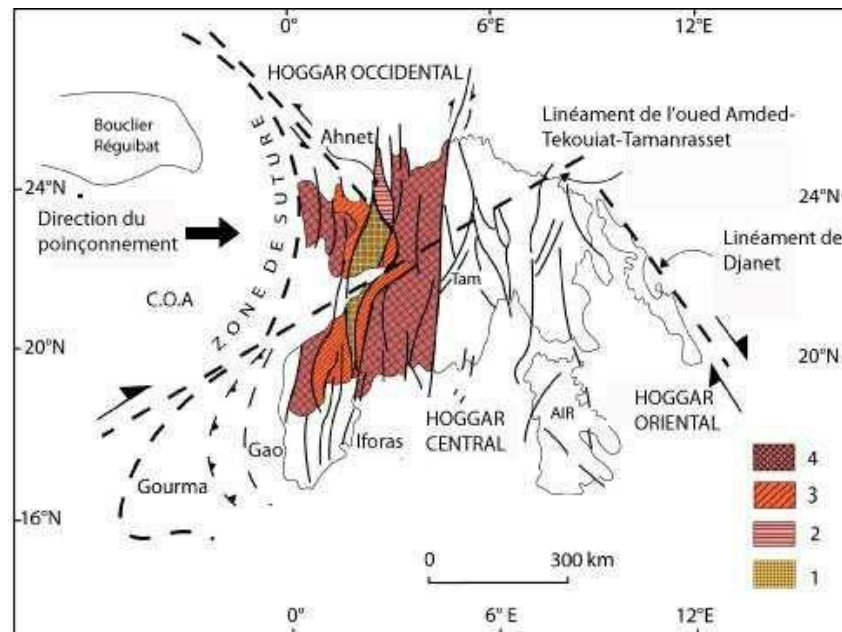 0°
6°E
12°E
HOGGAR OCCIDENTAL
Bouclier
Réguibat
Ahnet
Linéament de l'oued Amded-
Tekouiat-Tamanrasset
24°N
24°N
Direction du
poinçonnement
ZONE DE SUTURE
Linéament de
Djanet
C.O.A
Tam
20°N
20°N
HOGGAR
ORIENTAL
HOGGAR
CENTRAL
AIR
Gao
Iforas
Gourma
16°N
4
3
2
1
0
300 km
0°
6° E
12°E